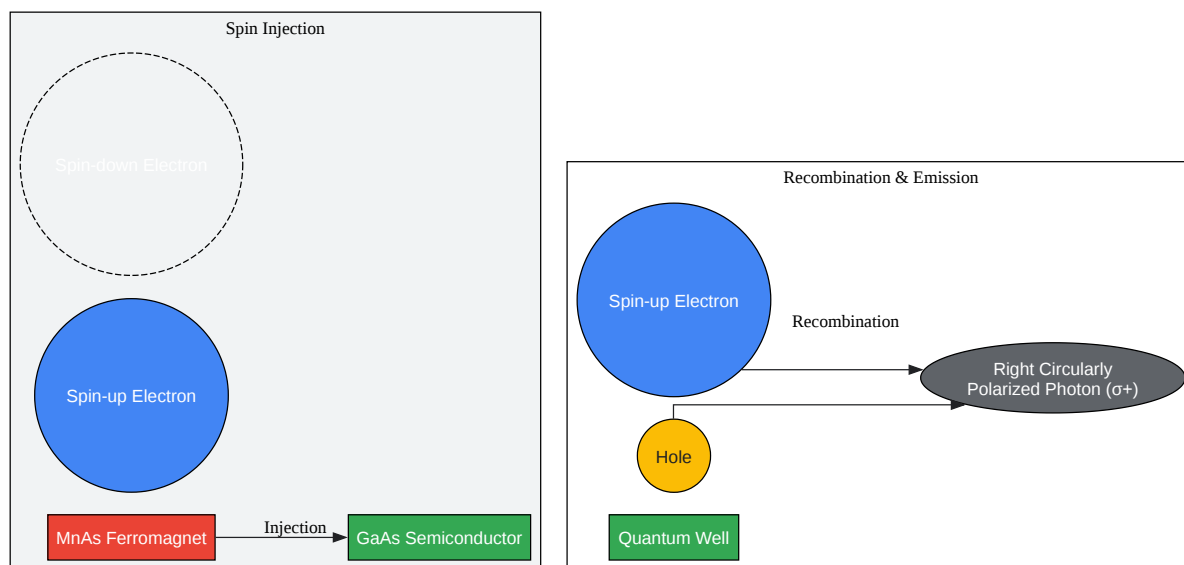 Spin Injection
Spin-down Electron
Spin-up Electron
MnAs Ferromagnet
Injection
GaAs Semiconductor
Recombination & Emission
Spin-up Electron
Recombination
Right Circularly
Polarized Photon (σ+)
Hole
Quantum Well